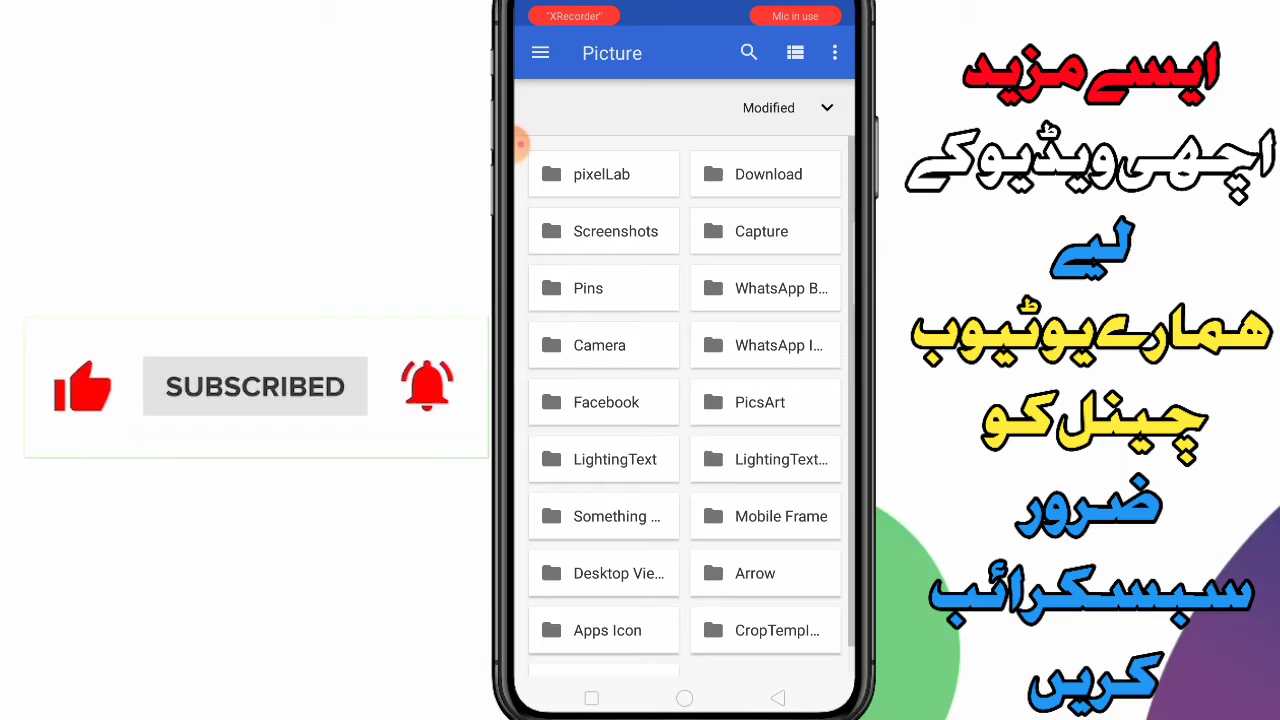 "XRecorder"
Mic in use
Picture
Modified
pixelLab
Download
Screenshots
Capture
Pins
WhatsApp B...
Camera
WhatsApp I...
Facebook
PicsArt
LightingText
LightingText...
Something ...
Mobile Frame
Desktop Vie...
Arrow
Apps Icon
CropTempl...
SUBSCRIBED
ایسے مزید
اچھی ویڈیو کے
لیے
ھمارے یوٹیوب
چینل کو
ضرور
سبسکرائب
کریں